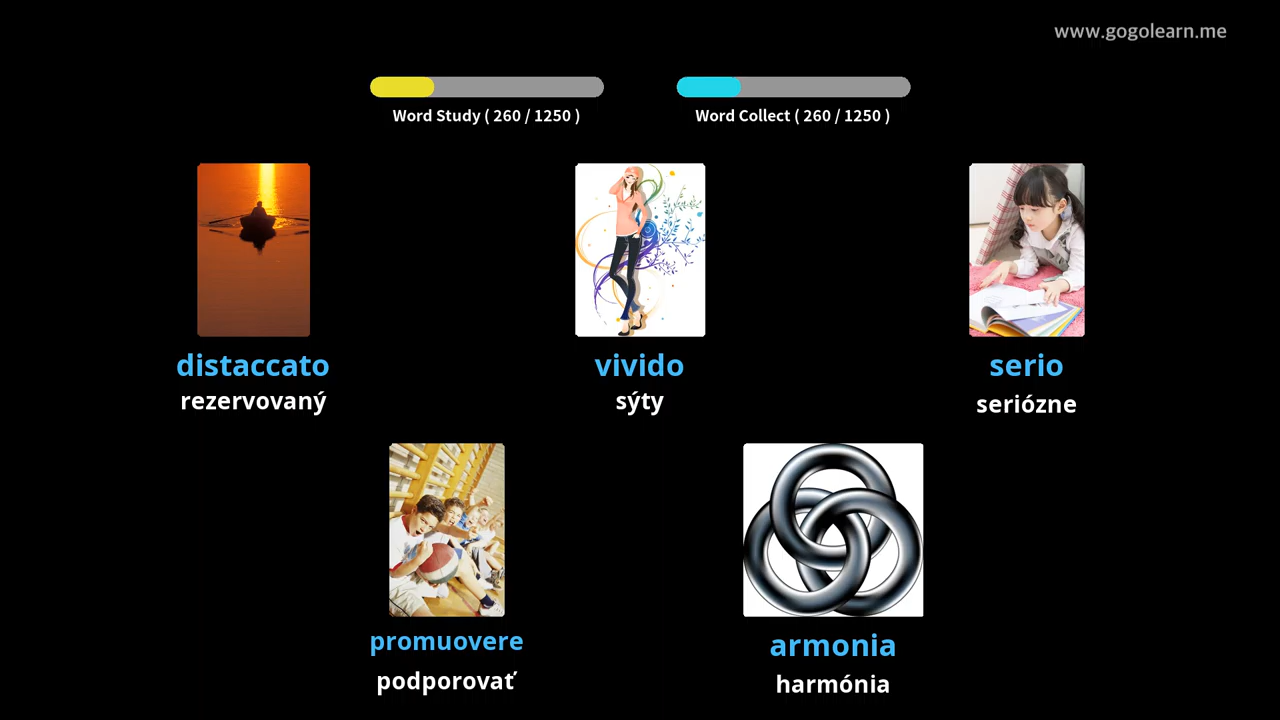 www.gogolearn.me
Word Study ( 260 / 1250 )
Word Collect ( 260 / 1250 )
distaccato
rezervovaný
vivido
sýty
serio
seriózne
promuovere
podporovať
armonia
harmónia